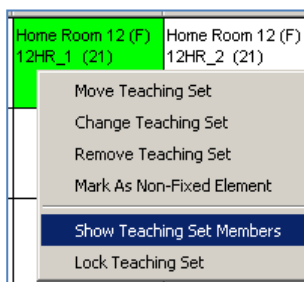 Home Room 12 (F) Home Room 12 (F)
12HR_1 (21) 12HR_2 (21)
Move Teaching Set
Change Teaching Set
Remove Teaching Set
Mark As Non-Fixed Element
Show Teaching Set Members
Lock Teaching Set